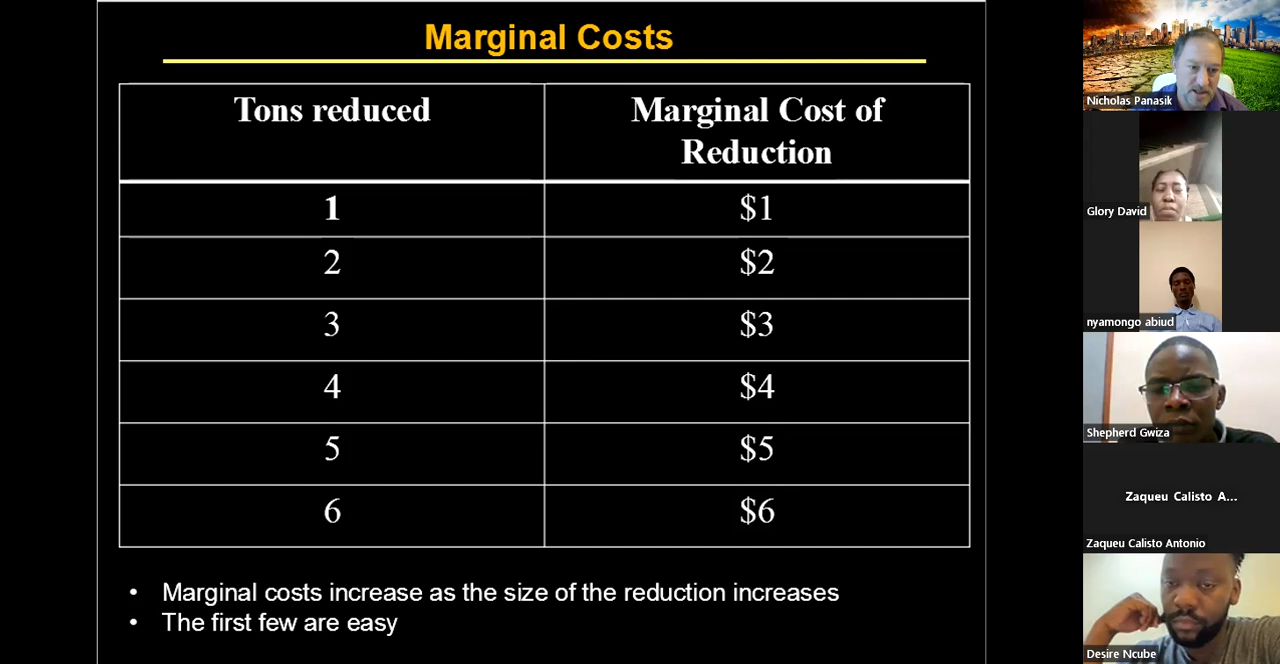 Marginal Costs
Tons reduced
Marginal Cost of
Reduction
1
$1
2
$2
3
$3
4
$4
5
$5
6
$6
• Marginal costs increase as the size of the reduction increases
• The first few are easy
Nicholas Panasik
Glory David
nyamongo abiud
Shepherd Gwiza
Zaqueu Calisto A...
Zaqueu Calisto Antonio
Desire Ncube